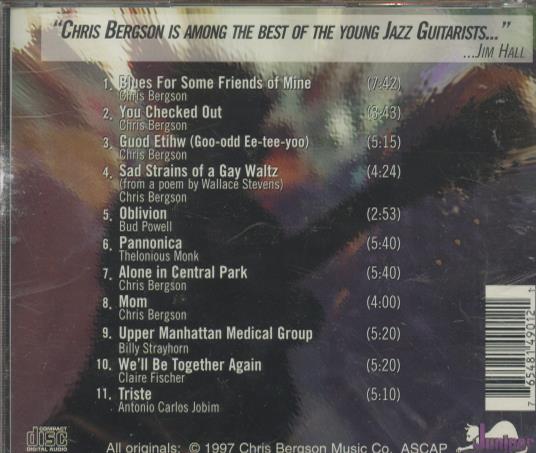 "CHRIS BERGSON IS AMONG THE BEST OF THE YOUNG JAZZ GUITARISTS..."
...JIM HALL
1. Blues For Some Friends of Mine (7:42)
Chris Bergson
2. You Checked Out (3:43)
Chris Bergson
3. Guod Etihw (Goo-odd Ee-tee-yoo) (5:15)
Chris Bergson
4. Sad Strains of a Gay Waltz (4:24)
(from a poem by Wallace Stevens)
Chris Bergson
5. Oblivion (2:53)
Bud Powell
6. Pannonica (5:40)
Thelonious Monk
7. Alone in Central Park (5:40)
Chris Bergson
8. Mom (4:00)
Chris Bergson
9. Upper Manhattan Medical Group (5:20)
Billy Strayhorn
10. We'll Be Together Again (5:20)
Claire Fischer
11. Triste (5:10)
Antonio Carlos Jobim
7 65481 49012
COMPACT
disc
DIGITAL AUDIO
Juniper
All originals: © 1997 Chris Bergson Music Co. ASCAP